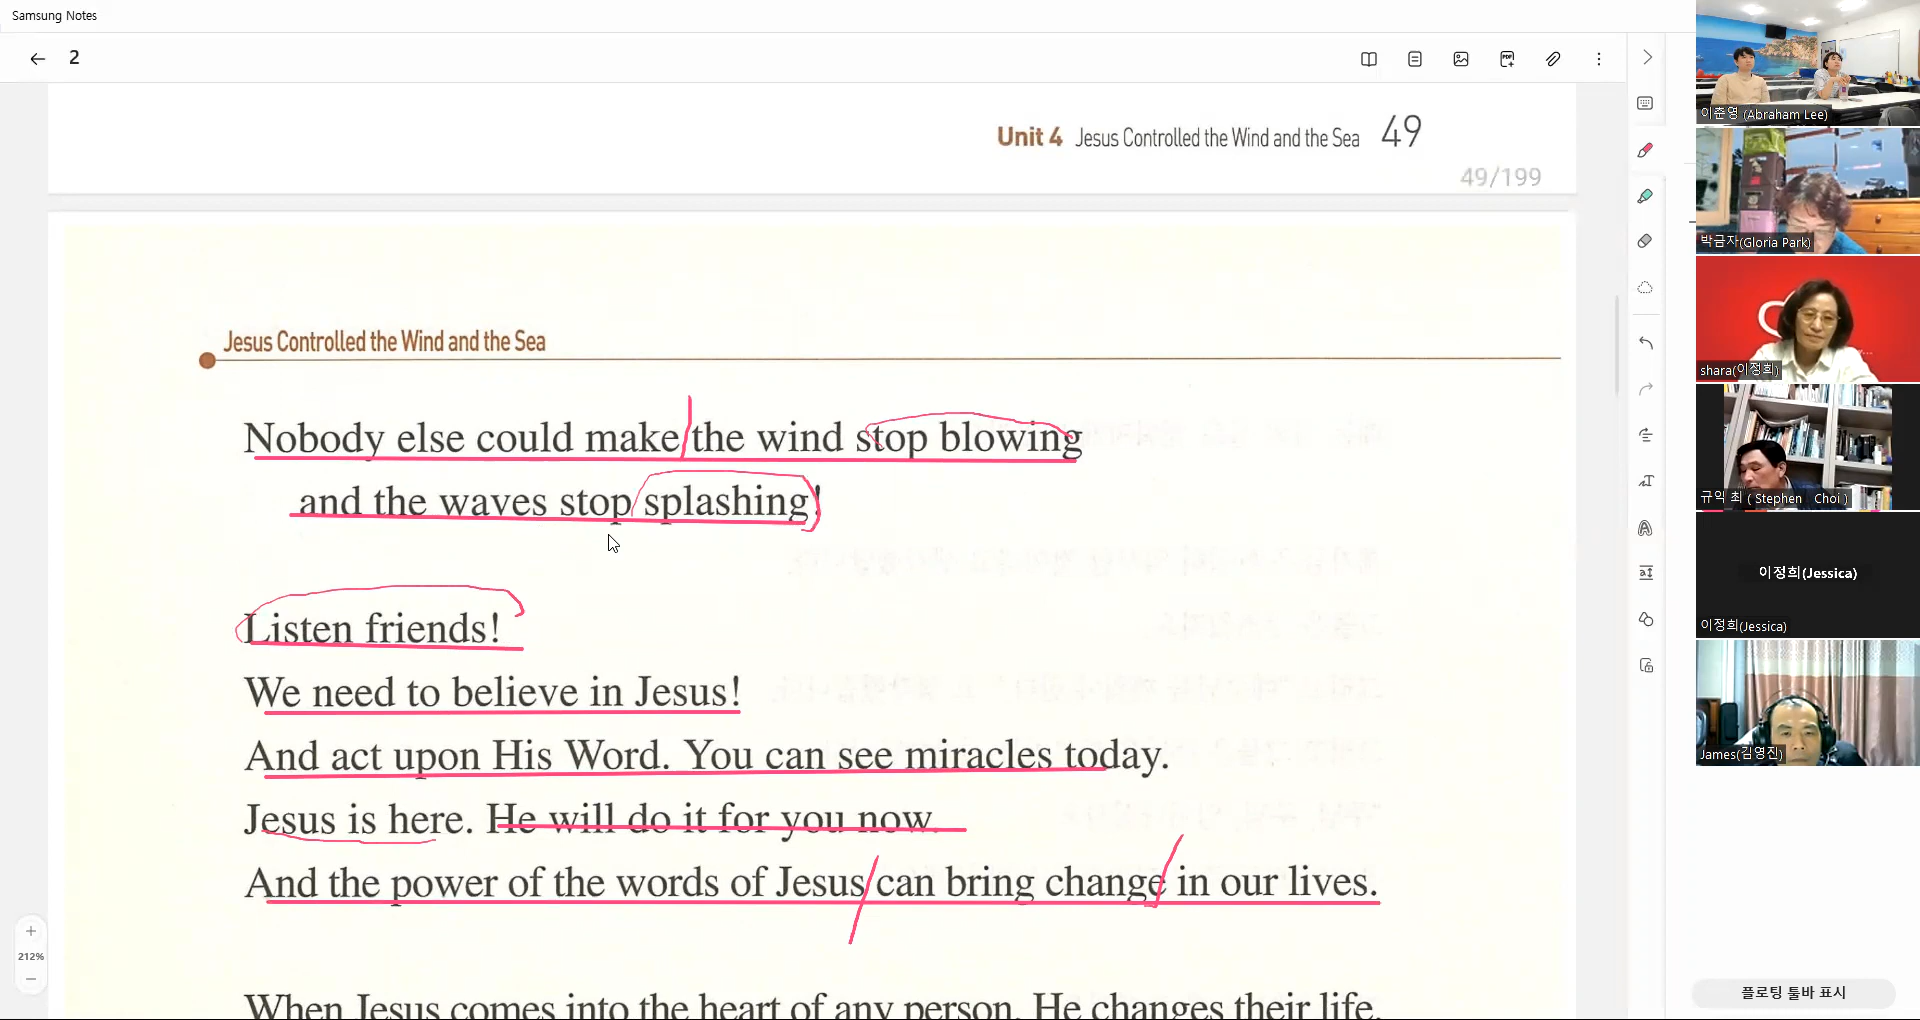 Samsung Notes
2
Unit 4 Jesus Controlled the Wind and the Sea 49
49/199
Jesus Controlled the Wind and the Sea
Nobody else could make the wind stop blowing
and the waves stop splashing!
Listen friends!
We need to believe in Jesus!
And act upon His Word. You can see miracles today.
Jesus is here. He will do it for you now.
And the power of the words of Jesus can bring change in our lives.
When Jesus comes into the heart of any person, He changes their life.
212%
이춘영 (Abraham Lee)
박금자(Gloria Park)
shara(이정희)
규익 최 ( Stephen Choi )
이정희(Jessica)
이정희(Jessica)
James(김영진)
플로팅 툴바 표시